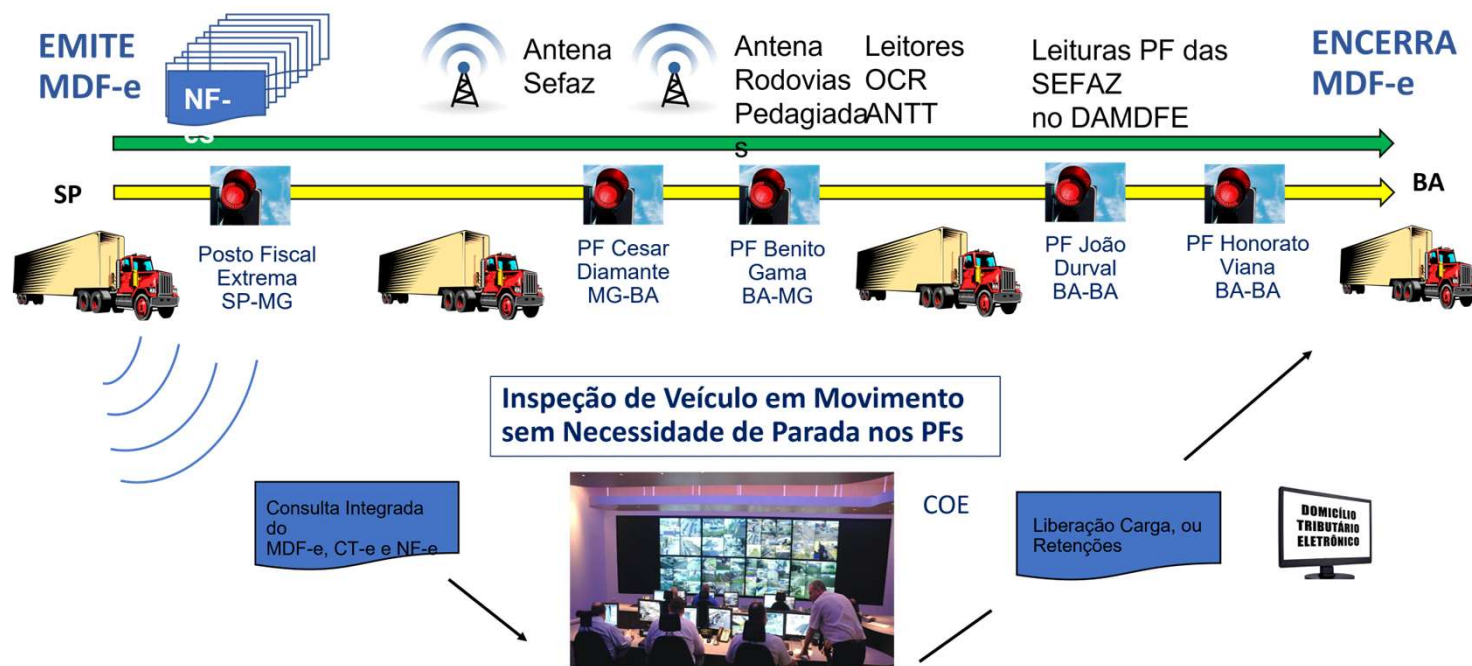 EMITE
MDF-e
NF-
es
Antena
Sefaz
Antena
Rodovias
Pedagiada
s
Leitores
OCR
ANTT
Leituras PF das
SEFAZ
no DAMDFE
ENCERRA
MDF-e
SP
BA
Posto Fiscal
Extrema
SP-MG
PF Cesar
Diamante
MG-BA
PF Benito
Gama
BA-MG
PF João
Durval
BA-BA
PF Honorato
Viana
BA-BA
Inspeção de Veículo em Movimento
sem Necessidade de Parada nos PFs
Consulta Integrada
do
MDF-e, CT-e e NF-e
COE
Liberação Carga, ou
Retenções
DOMICÍLIO
TRIBUTÁRIO
ELETRÔNICO